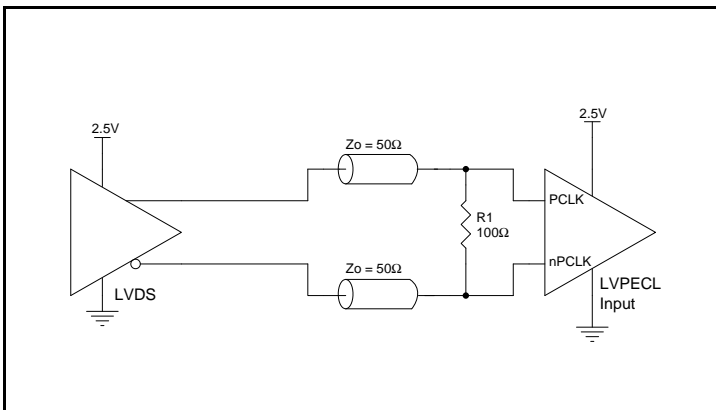 2.5V
2.5V
Zo = 50Ω
PCLK
R1
100Ω
nPCLK
Zo = 50Ω
LVDS
LVPECL
Input